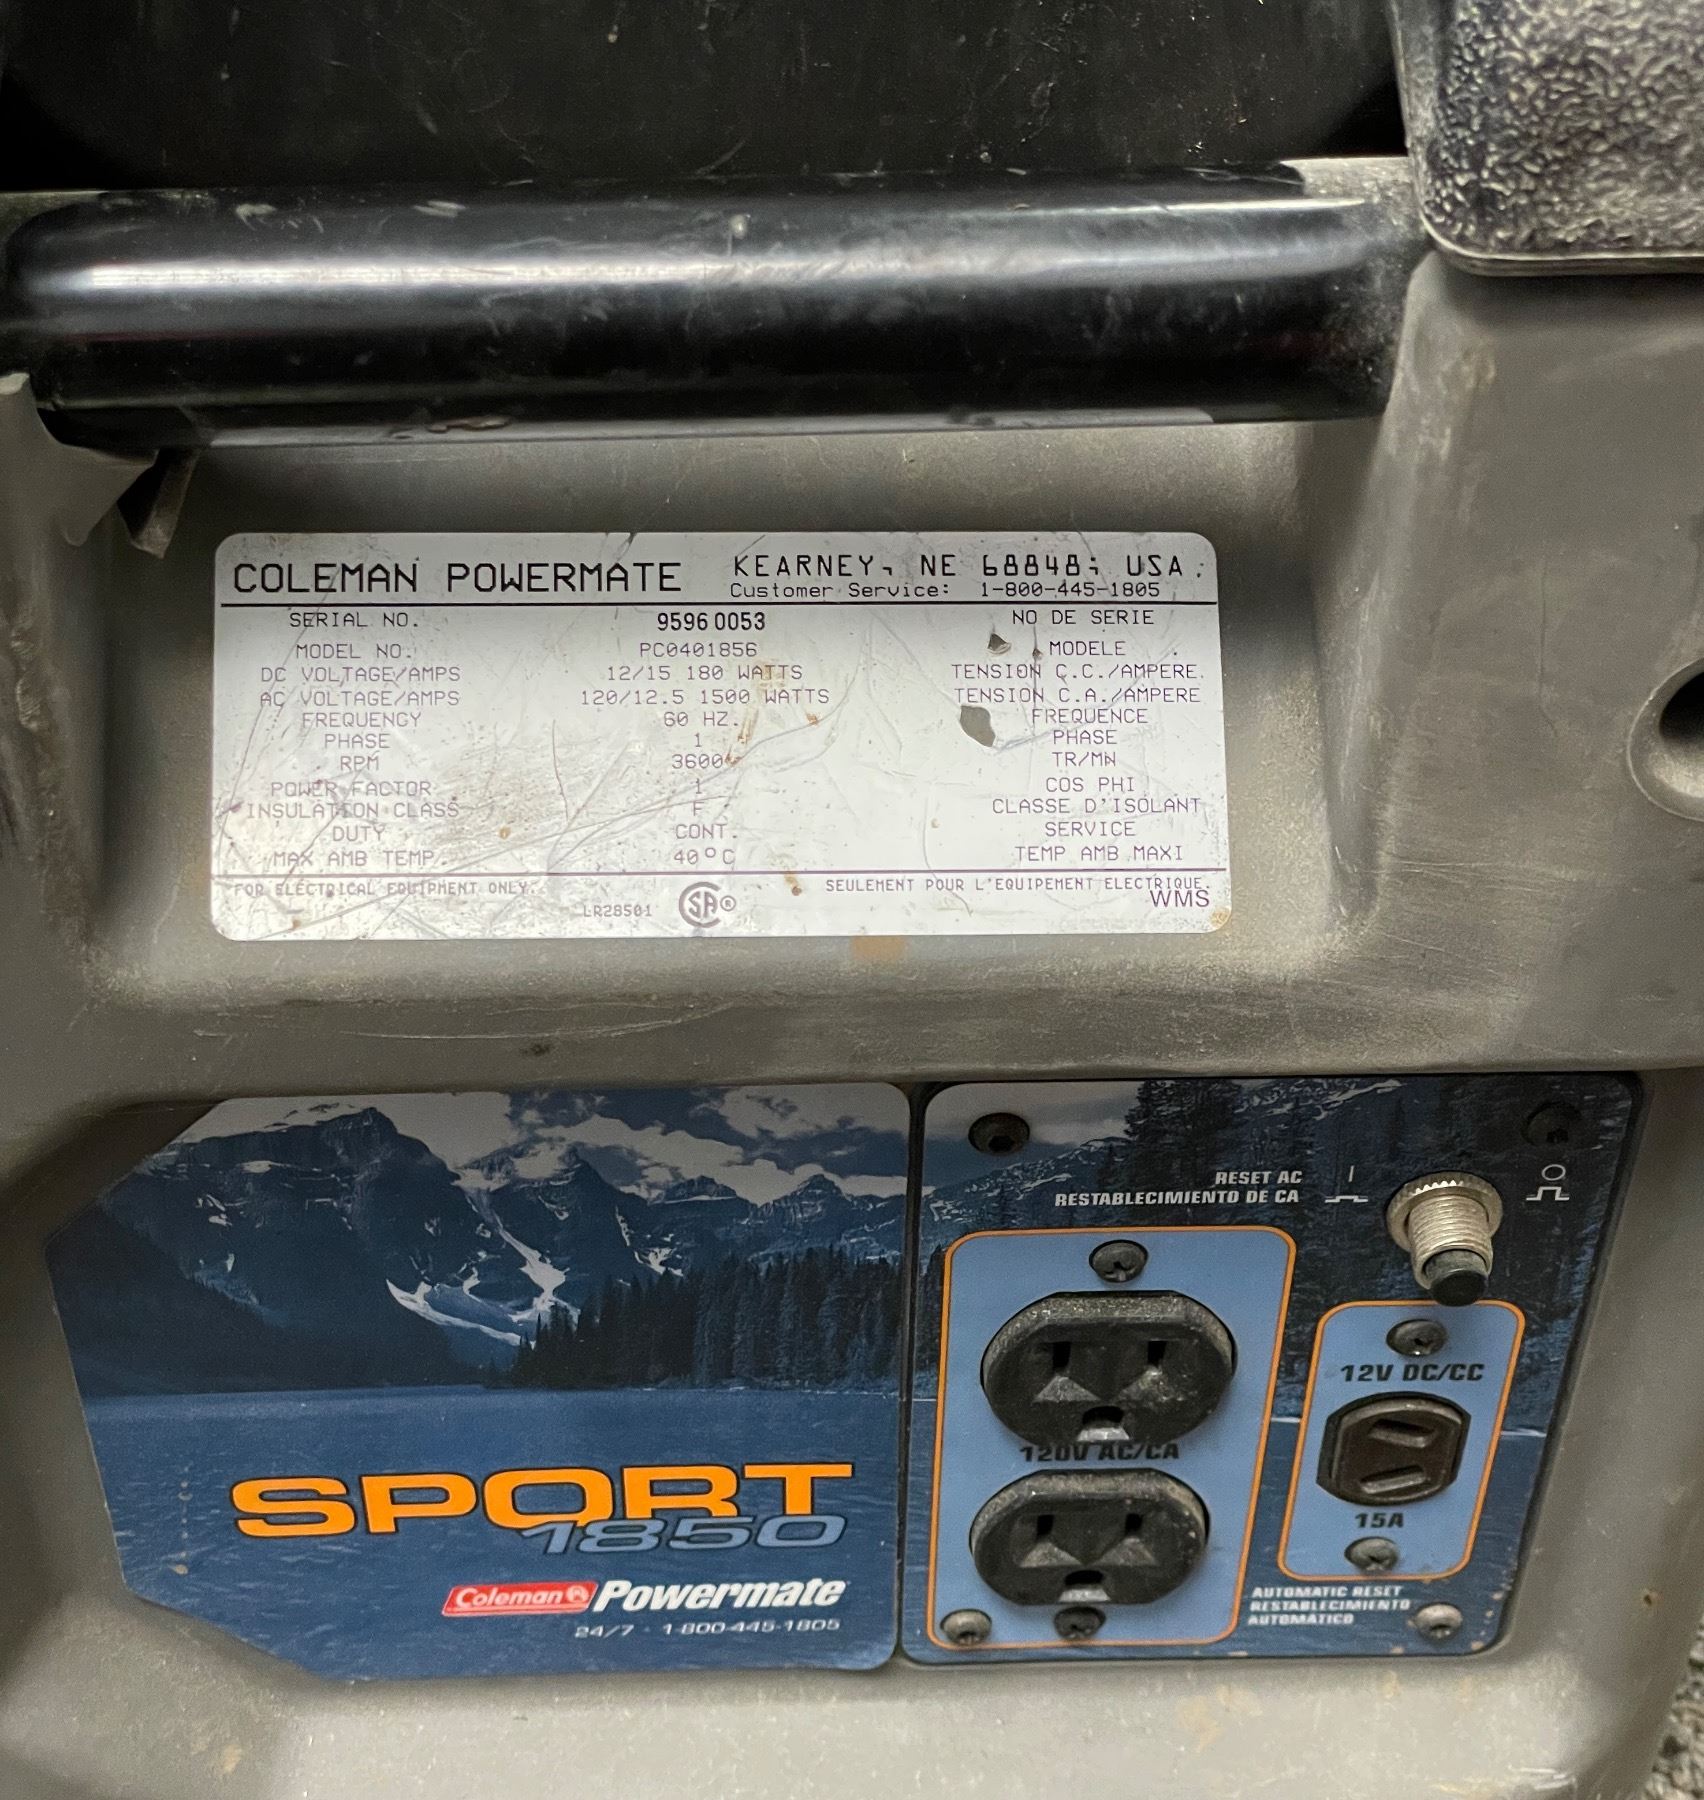 COLEMAN POWERMATE KEARNEY, NE 68848, USA.
Customer Service: 1-800-445-1805
SERIAL NO. 9596 0053 NO DE SERIE
MODEL NO. PC0401856 MODELE
DC VOLTAGE/AMPS 12/15 180 WATTS TENSION C.C./AMPERE.
AC VOLTAGE/AMPS 120/12.5 1500 WATTS TENSION C.A./AMPERE
FREQUENCY 60 HZ. FREQUENCE
PHASE 1 PHASE
RPM 3600 TR/MN
POWER FACTOR 1 COS PHI
INSULATION CLASS F CLASSE D'ISOLANT
DUTY CONT. SERVICE
MAX AMB TEMP. 40°C TEMP AMB MAXI
FOR ELECTRICAL EQUIPMENT ONLY. SEULEMENT POUR L'EQUIPEMENT ELECTRIQUE.
LR28501 SA® WMS
RESET AC
RESTABLECIMIENTO DE CA
12V DC/CC
120V AC/CA
15A
AUTOMATIC RESET
RESTABLECIMIENTO
AUTOMÁTICO
SPORT
1850
Coleman® Powermate
24/7 · 1-800-445-1805